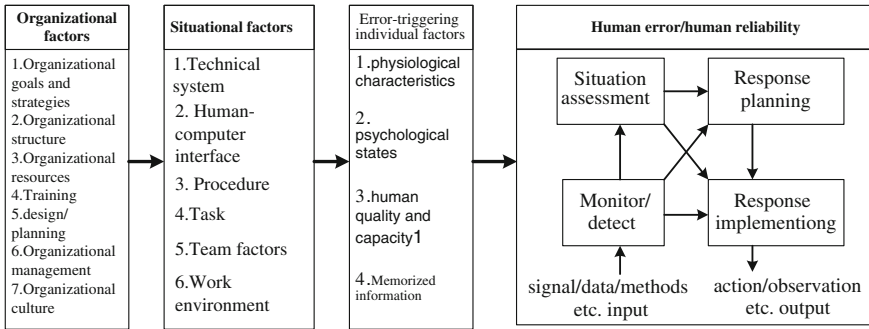 Organizational
factors
1.Organizational
goals and
strategies
2.Organizational
structure
3.Organizational
resources
4.Training
5.design/
planning
6.Organizational
management
7.Organizational
culture
Situational factors
1.Technical
system
2. Human-
computer
interface
3. Procedure
4.Task
5.Team factors
6.Work
environment
Error-triggering
individual factors
1.physiological
characteristics
2.
psychological
states
3.human
quality and
capacity1
4.Memorized
information
Human error/human reliability
Situation
assessment
Response
planning
Monitor/
detect
Response
implementiong
signal/data/methods
etc. input
action/observation
etc. output